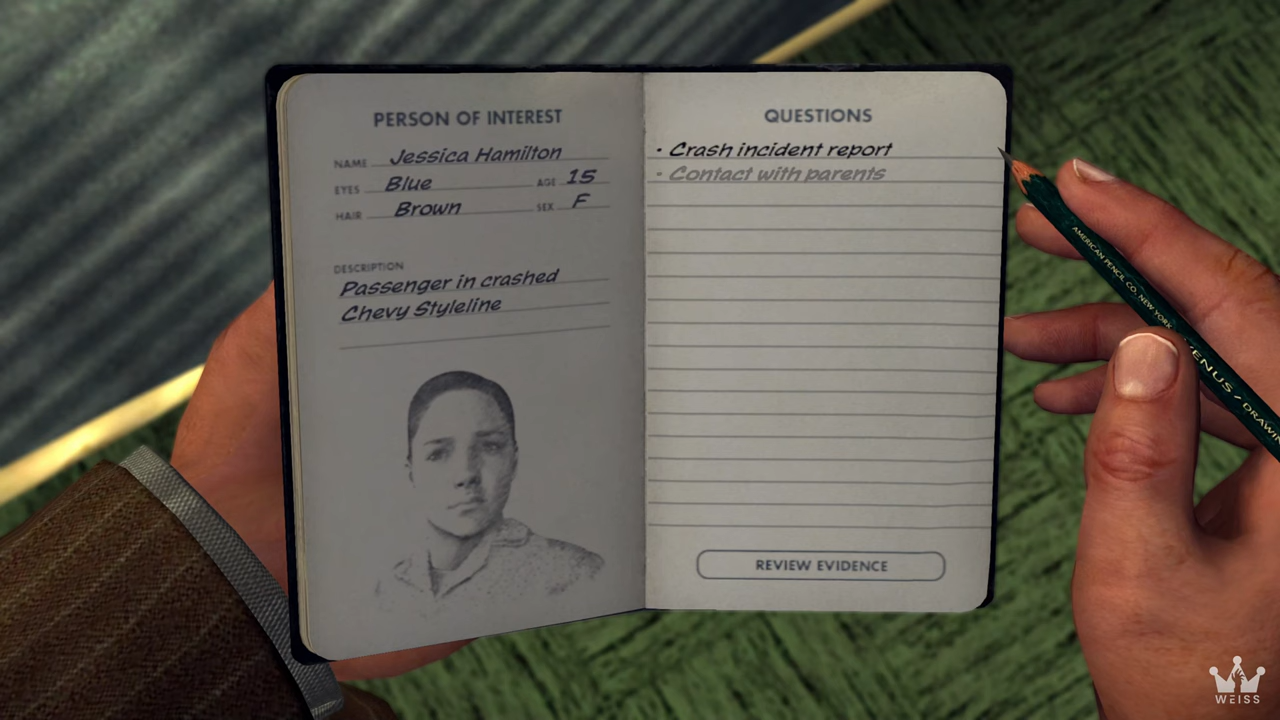 PERSON OF INTEREST
NAME Jessica Hamilton
EYES Blue AGE 15
HAIR Brown SEX F
DESCRIPTION
Passenger in crashed
Chevy Styleline
QUESTIONS
· Crash incident report
· Contact with parents
REVIEW EVIDENCE
AMERICAN PENCIL CO. NEW YORK
VENUS / DRAWIN
WEISS